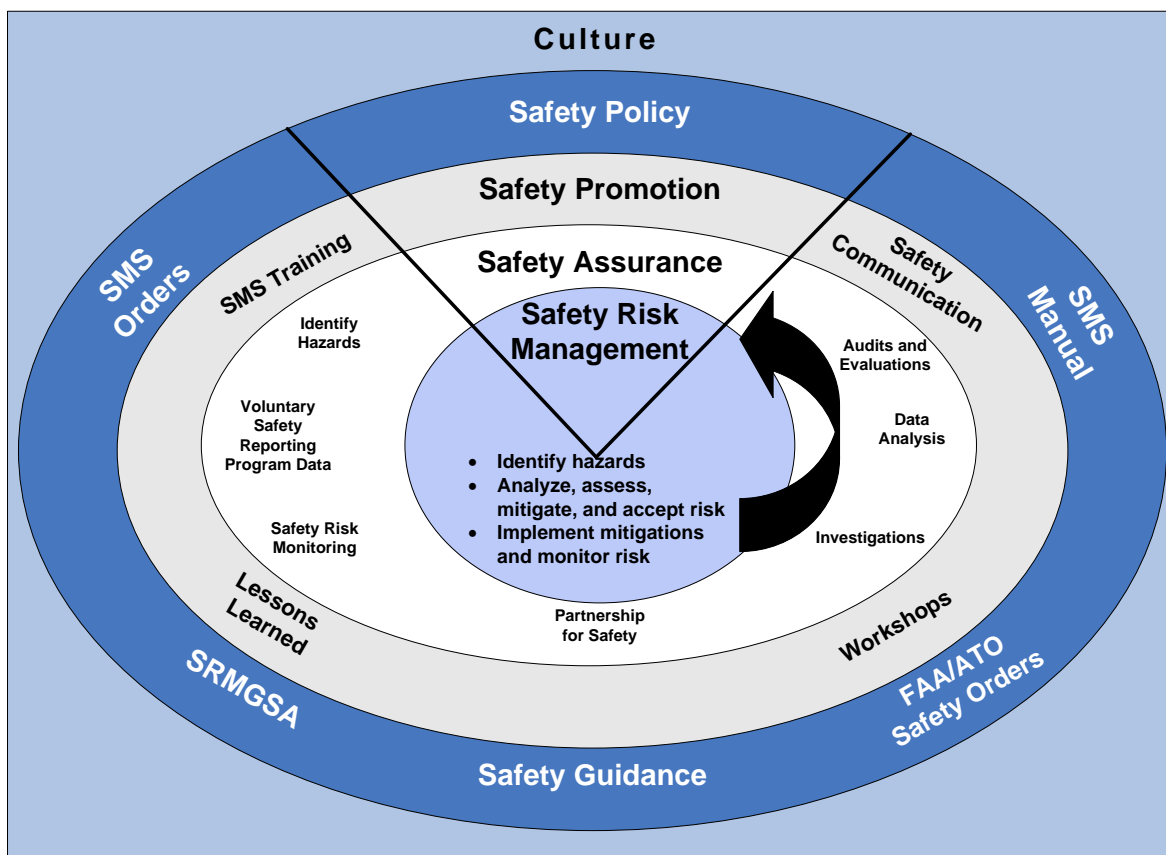 Culture
Safety Policy
Safety Promotion
Safety Assurance
Safety Risk
Management
SMS
Orders
SMS Training
Safety
Communication
SMS
Manual
Identify
Hazards
Voluntary
Safety
Reporting
Program Data
Safety Risk
Monitoring
Audits and
Evaluations
Data
Analysis
Investigations
• Identify hazards
• Analyze, assess,
mitigate, and accept risk
• Implement mitigations
and monitor risk
Partnership
for Safety
Lessons
Learned
Workshops
SRMGSA
FAA/ATO
Safety Orders
Safety Guidance